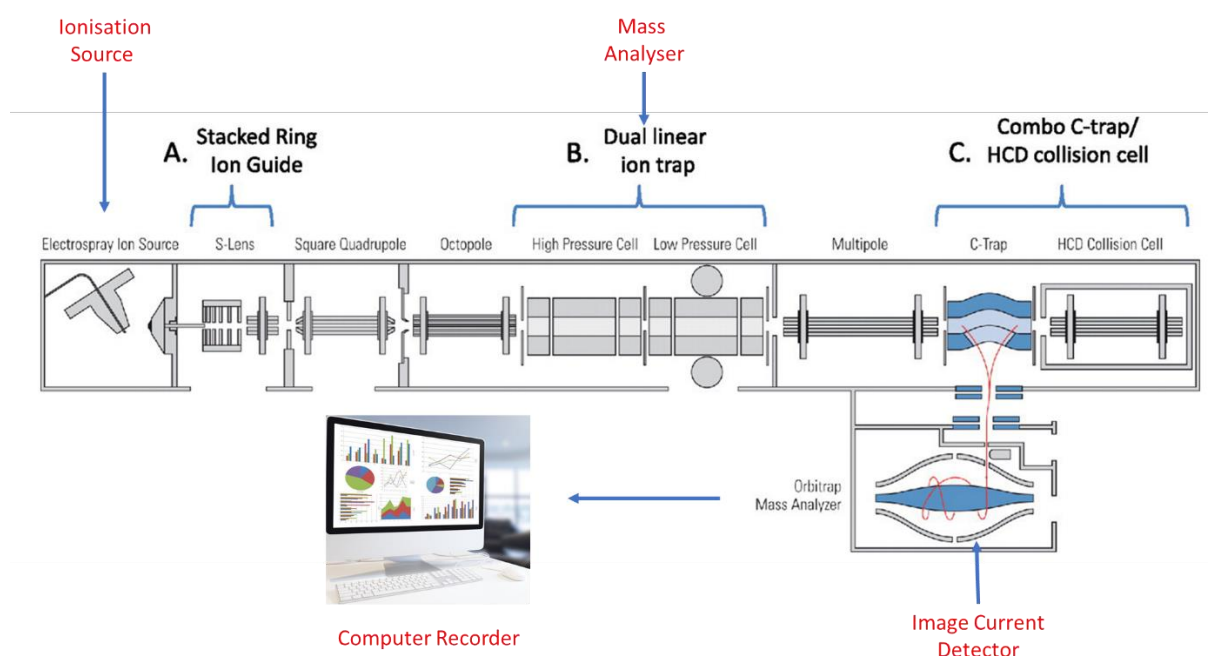 Ionisation
Source
Mass
Analyser
A. Stacked Ring
Ion Guide
B. Dual linear
ion trap
C. Combo C-trap/
HCD collision cell
Electrospray Ion Source
S-Lens
Square Quadrupole
Octopole
High Pressure Cell
Low Pressure Cell
Multipole
C-Trap
HCD Collision Cell
Orbitrap
Mass Analyzer
Computer Recorder
Image Current
Detector